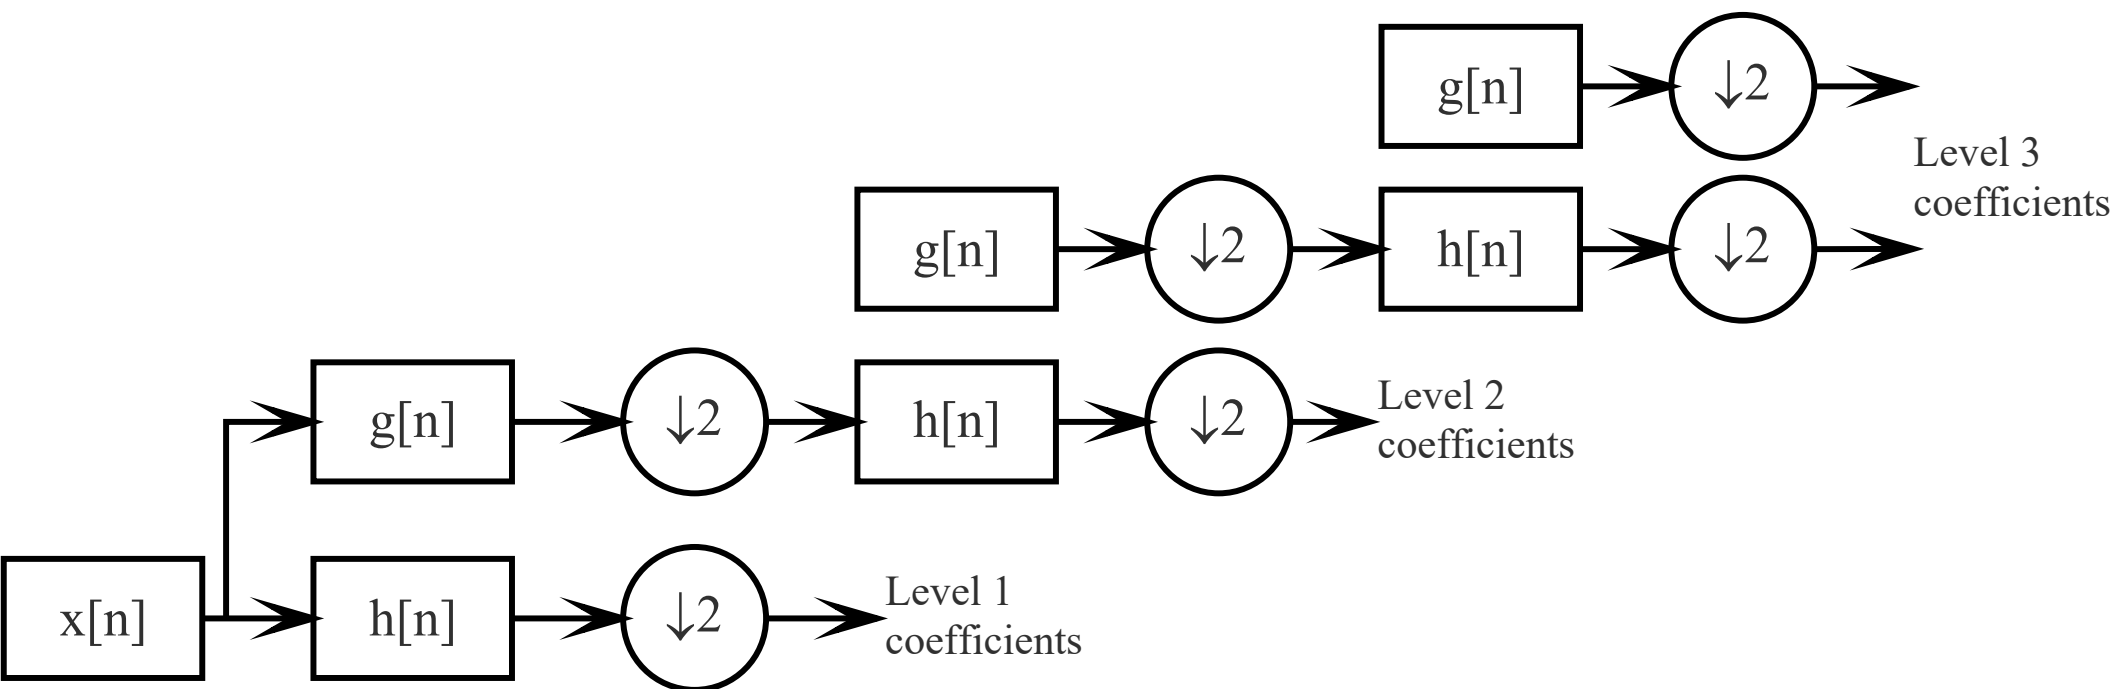 g[n]
↓2
Level 3
coefficients
g[n]
↓2
h[n]
↓2
g[n]
↓2
h[n]
↓2
Level 2
coefficients
x[n]
h[n]
↓2
Level 1
coefficients